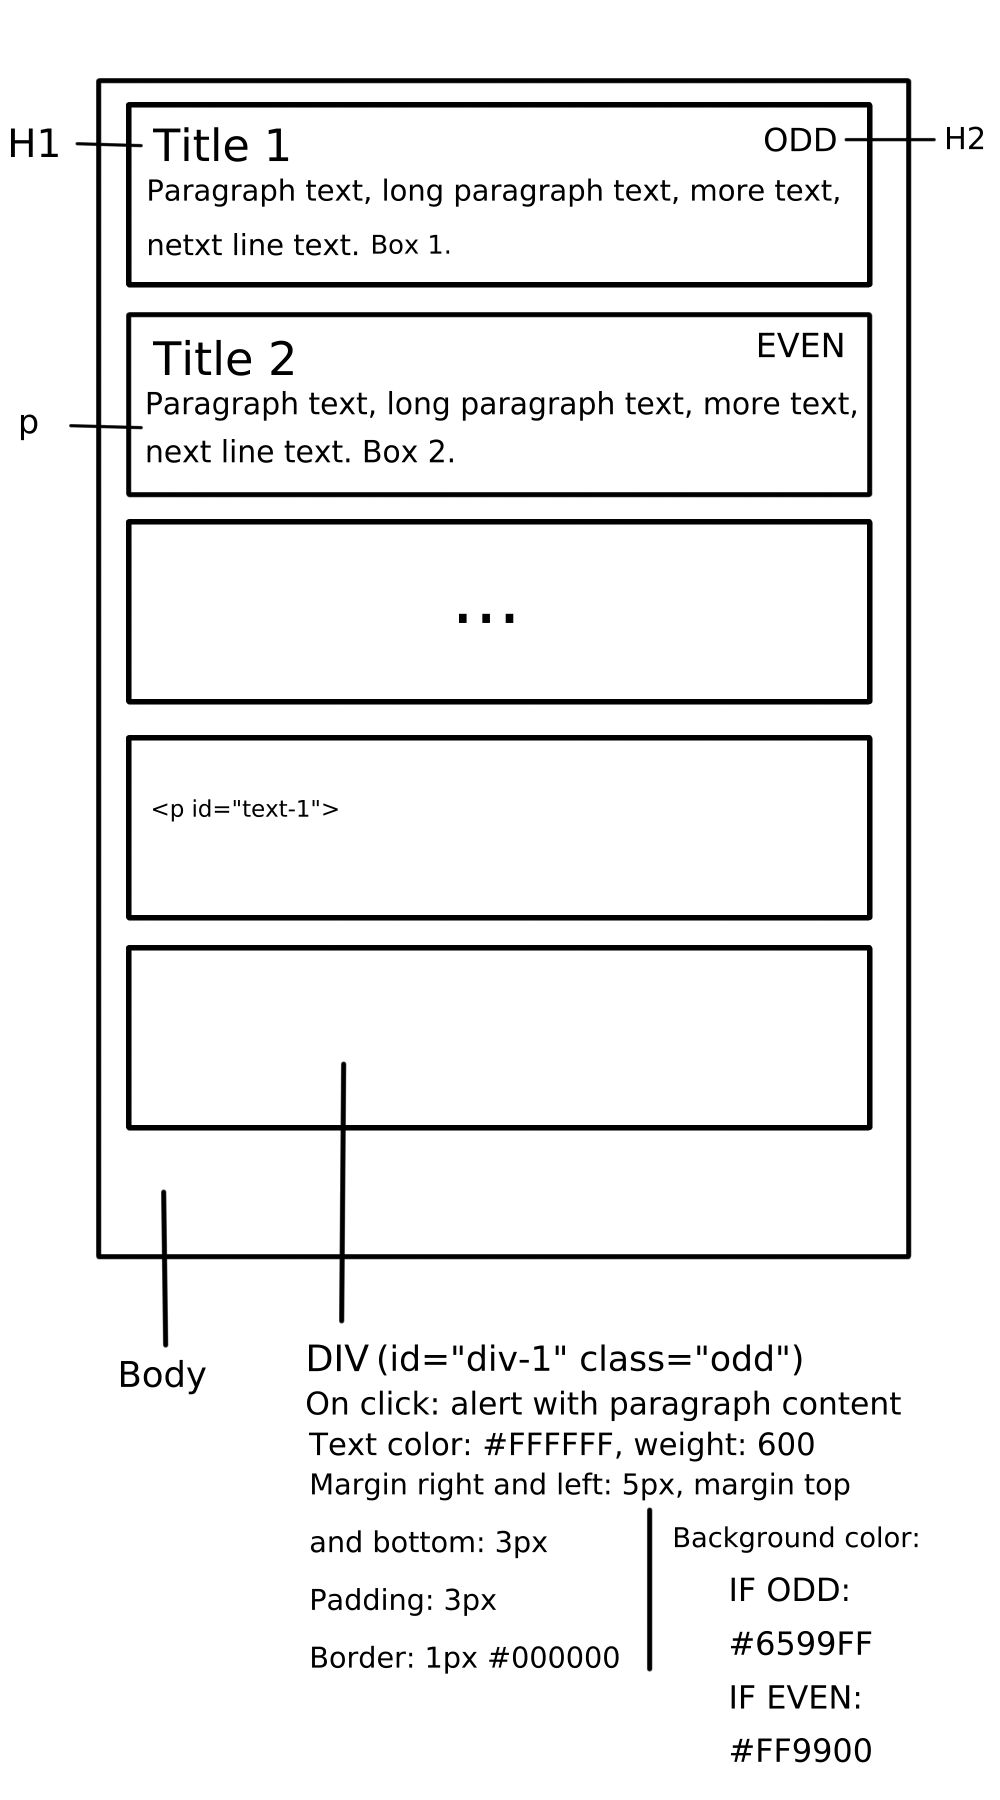 H1
Title 1
ODD
H2
Paragraph text, long paragraph text, more text,
netxt line text. Box 1.
Title 2
EVEN
p
Paragraph text, long paragraph text, more text,
next line text. Box 2.
...
<p id="text-1">
Body
DIV (id="div-1" class="odd")
On click: alert with paragraph content
Text color: #FFFFFF, weight: 600
Margin right and left: 5px, margin top
and bottom: 3px
Padding: 3px
Border: 1px #000000
Background color:
IF ODD:
#6599FF
IF EVEN:
#FF9900